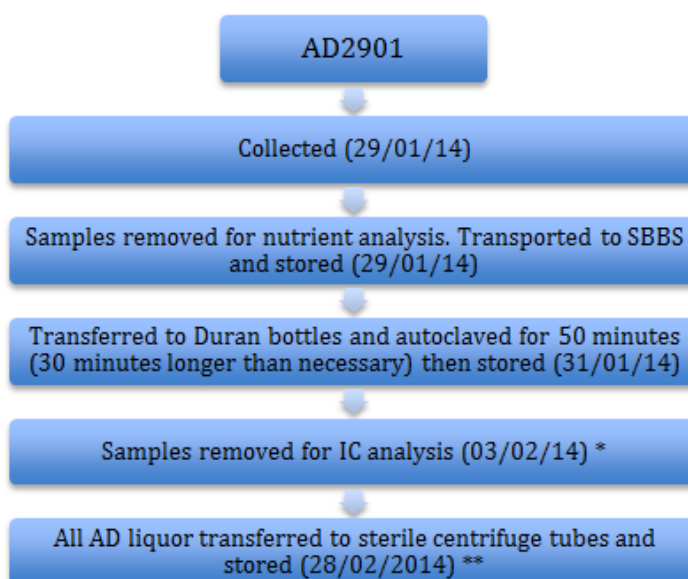 AD2901
Collected (29/01/14)
Samples removed for nutrient analysis. Transported to SBBS
and stored (29/01/14)
Transferred to Duran bottles and autoclaved for 50 minutes
(30 minutes longer than necessary) then stored (31/01/14)
Samples removed for IC analysis (03/02/14) *
All AD liquor transferred to sterile centrifuge tubes and
stored (28/02/2014) **